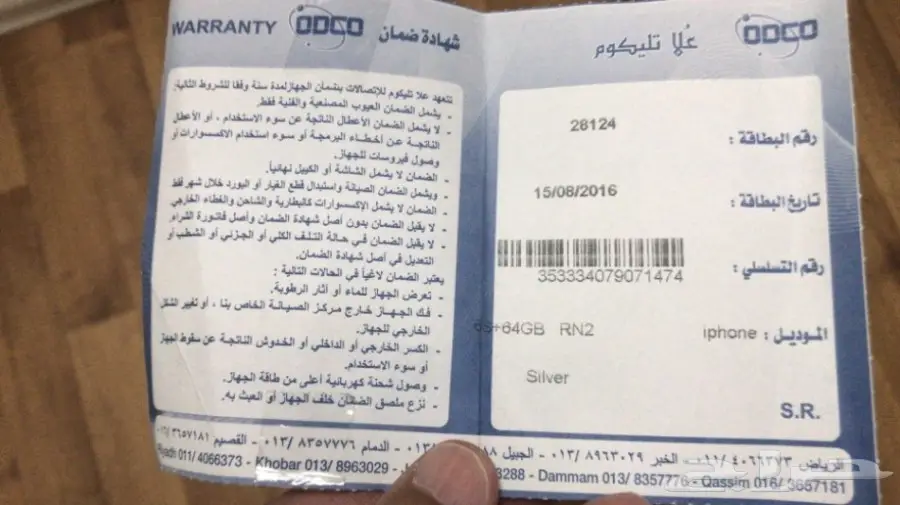 علا تليكوم
رقم البطاقة : 28124
تاريخ البطاقة : 15/08/2016
رقم التسلسلي : 353334079071474
الموديل : iphone 6S+64GB RN2
Silver
S.R.
WARRANTY شهادة ضمان
تتعهد علا تليكوم للإتصالات بضمان الجهاز لمدة سنة وفقا للشروط التالية:
- يشمل الضمان العيوب المصنعية والفنية فقط.
- لا يشمل الضمان الأعطال الناتجة عن سوء الاستخدام , أو الأعطال
الناتجة عن أخطاء البرمجة أو سوء استخدام الاكسسوارات أو
وصول فيروسات للجهاز.
- الضمان لا يشمل الشاشة أو الكيبل نهائياً.
- ويشمل الضمان الصيانة واستبدال قطع الغيار أو البورد خلال شهر فقط
- الضمان لا يشمل الإكسسوارات كالبطارية والشاحن والغطاء الخارجي.
- لا يقبل الضمان بدون أصل شهادة الضمان وأصل فاتورة الشراء.
- لا يقبل الضمان في حالة التلف الكلي أو الجزئي أو الشطب أو
التعديل في أصل شهادة الضمان.
يعتبر الضمان لاغياً في الحالات التالية :
- تعرض الجهاز للماء أو آثار الرطوبة.
- فك الجهاز خارج مركز الصيانة الخاص بنا , أو تغيير الشكل
الخارجي للجهاز.
- الكسر الخارجي أو الداخلي أو الخدوش الناتجة عن سقوط الجهاز
أو سوء الاستخدام.
- وصول شحنة كهربائية أعلى من طاقة الجهاز.
- نزع ملصق الضمان خلف الجهاز أو العبث به.
الرياض ٠١١/ ٤٠٦٦٣٧٣ - الخبر ٠١٣/ ٨٩٦٣٠٢٩ - الجبيل ٠١٣/ ٨٨ - الدمام ٠١٣/ ٨٣٥٧٧٧٦ - القصيم ٠١٦/ ٣٦٥٧١٨١
Riyadh 011/ 4066373 - Khobar 013/ 8963029 - 3288 - Dammam 013/ 8357776 - Qassim 016/ 3657181